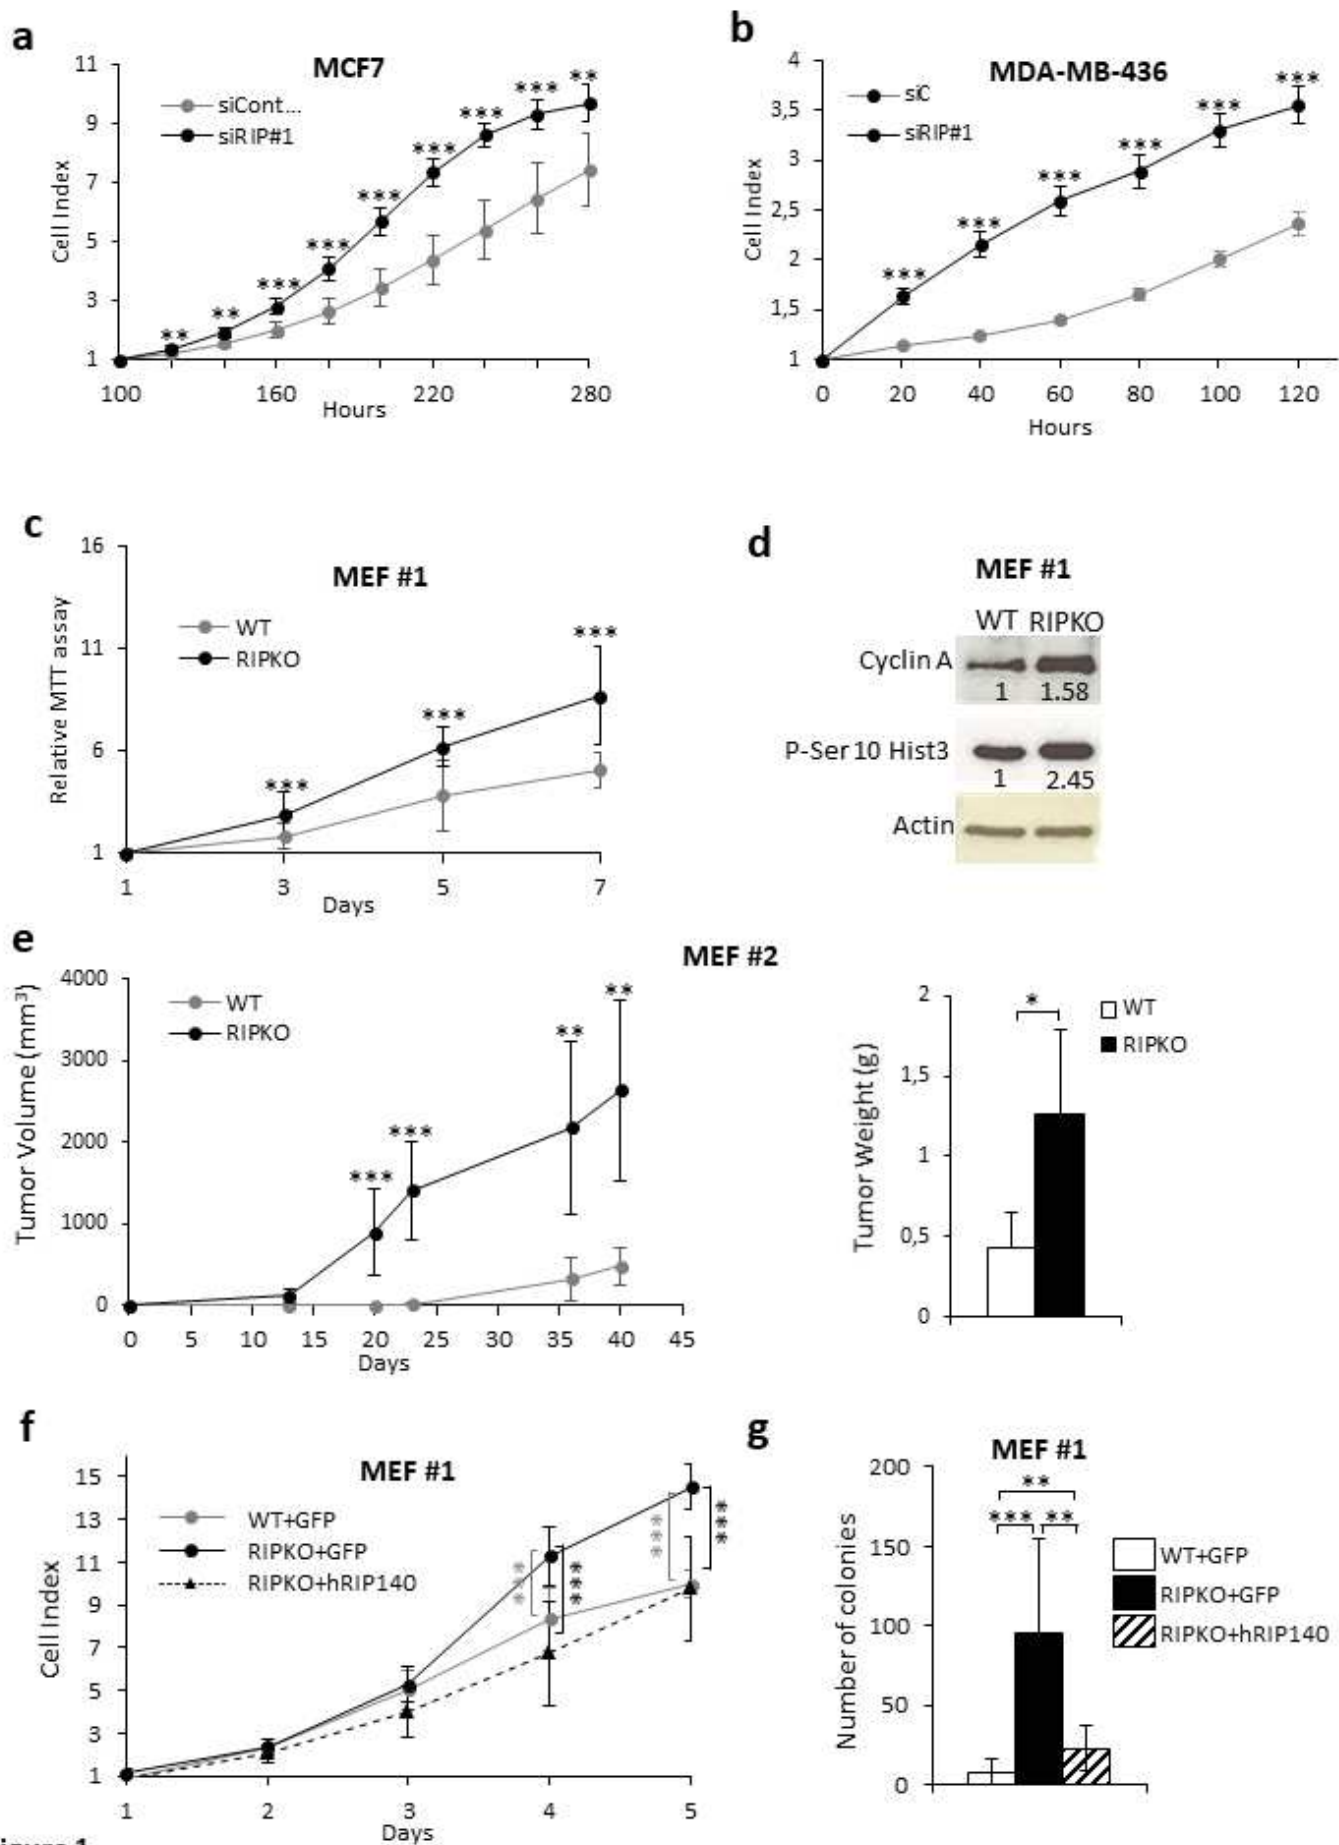 a
MCF7
11
9
7
5
3
1
Cell Index
siCont...
siRIP#1
**
**
***
***
***
***
***
***
**
100
160
220
280
Hours
b
MDA-MB-436
4
3,5
3
2,5
2
1,5
1
Cell Index
siC
siRIP#1
***
***
***
***
***
***
0
20
40
60
80
100
120
Hours
c
MEF #1
16
11
6
1
Relative MTT assay
WT
RIPKO
***
***
***
1
3
5
7
Days
d
MEF #1
WT RIPKO
Cyclin A
1 1.58
P-Ser10 Hist3
1 2.45
Actin
e
MEF #2
4000
3000
2000
1000
0
Tumor Volume (mm³)
WT
RIPKO
***
***
**
**
0
5
10
15
20
25
30
35
40
45
Days
2
1,5
1
0,5
0
Tumor Weight (g)
*
WT
RIPKO
f
MEF #1
15
13
11
9
7
5
3
1
Cell Index
WT+GFP
RIPKO+GFP
RIPKO+hRIP140
***
***
***
***
1
2
3
4
5
Days
g
MEF #1
200
150
100
50
0
Number of colonies
**
***
**
WT+GFP
RIPKO+GFP
RIPKO+hRIP140